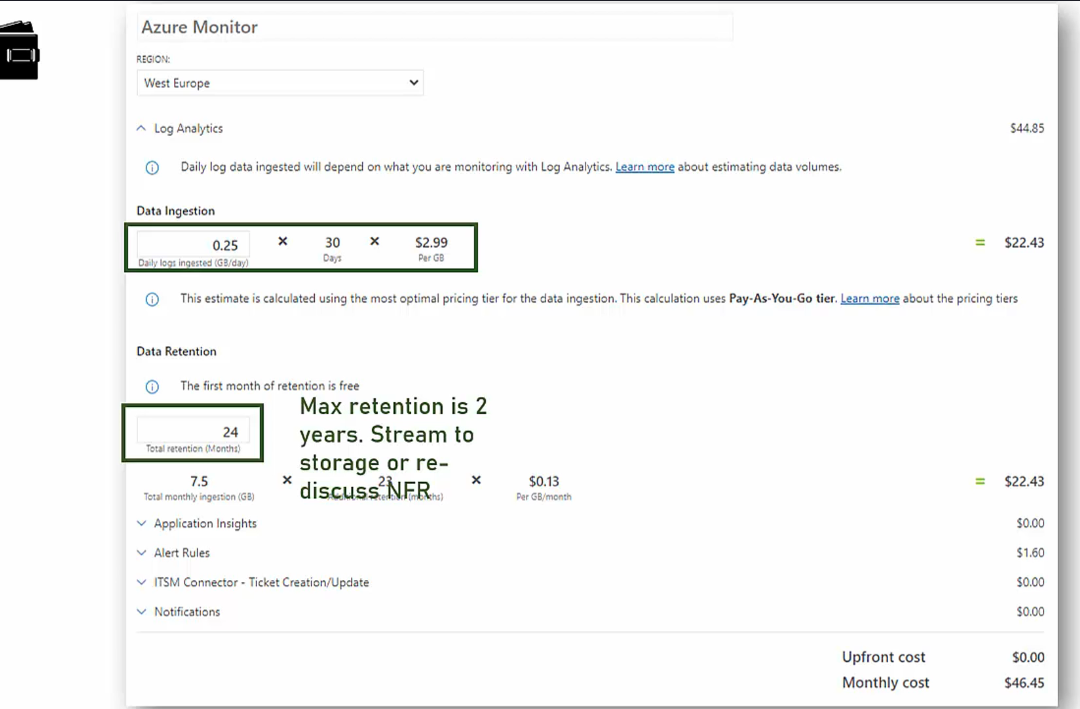 Azure Monitor
REGION:
West Europe
Log Analytics $44.85
Daily log data ingested will depend on what you are monitoring with Log Analytics. Learn more about estimating data volumes.
Data Ingestion
0.25 × 30 × $2.99 = $22.43
Daily logs ingested (GB/day) Days Per GB
This estimate is calculated using the most optimal pricing tier for the data ingestion. This calculation uses Pay-As-You-Go tier. Learn more about the pricing tiers
Data Retention
The first month of retention is free
24
Total retention (Months)
Max retention is 2
years. Stream to
storage or re-
discuss NFR
7.5 × 23 × $0.13 = $22.43
Total monthly ingestion (GB) Additional retention (months) Per GB/month
Application Insights $0.00
Alert Rules $1.60
ITSM Connector - Ticket Creation/Update $0.00
Notifications $0.00
Upfront cost $0.00
Monthly cost $46.45